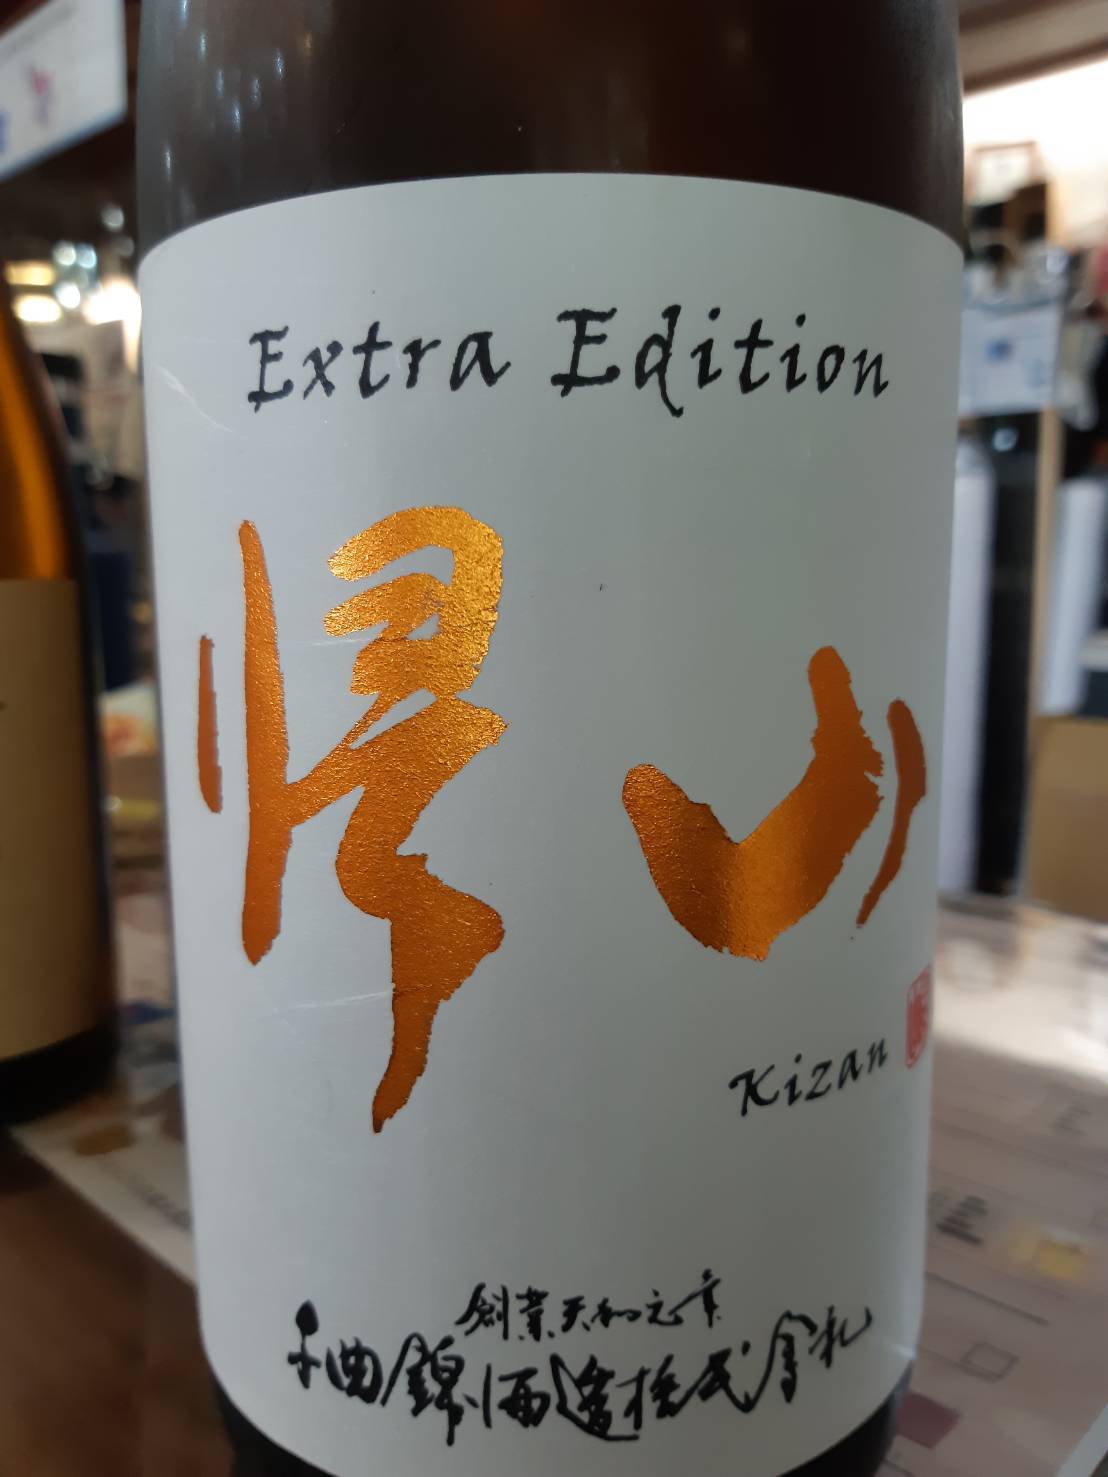 Extra Edition
帰山
Kizan
創業天和元年
千曲錦酒造株式会社